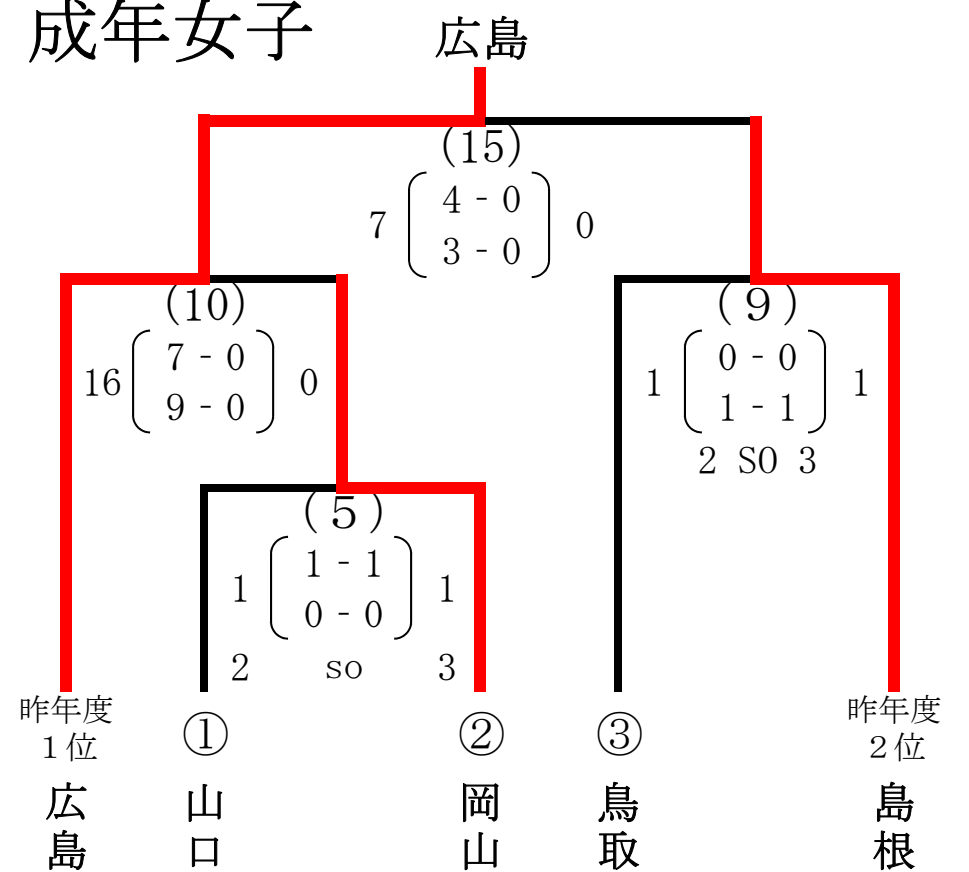 成年女子
広島
(15)
4 - 0
7 0
3 - 0
(10) (９)
7 - 0 0 - 0
16 0 1 1
9 - 0 1 - 1
2 SO 3
(５)
1 - 1
1 1
0 - 0
2 SO 3
昨年度 昨年度
１位 ① ② ③ ２位
広島 山口 岡山 鳥取 島根